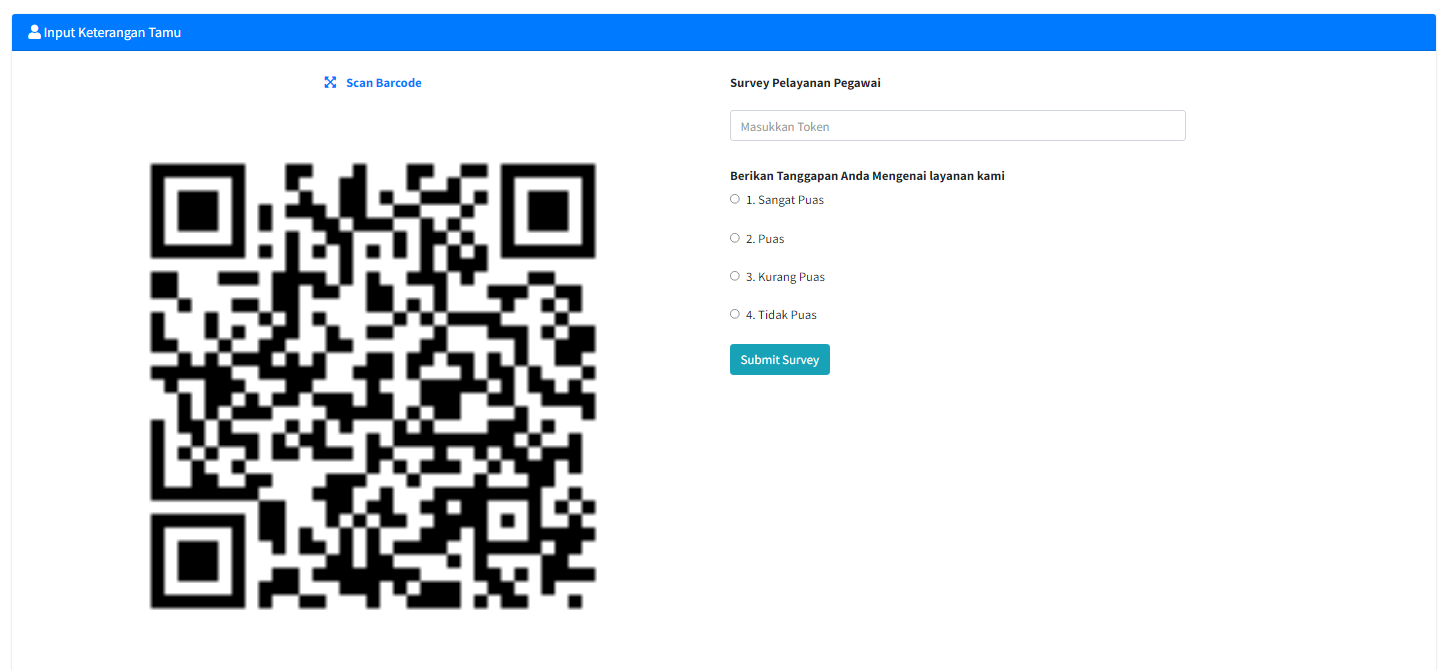 Input Keterangan Tamu
Scan Barcode
Survey Pelayanan Pegawai
Masukkan Token
Berikan Tanggapan Anda Mengenai layanan kami
1. Sangat Puas
2. Puas
3. Kurang Puas
4. Tidak Puas
Submit Survey